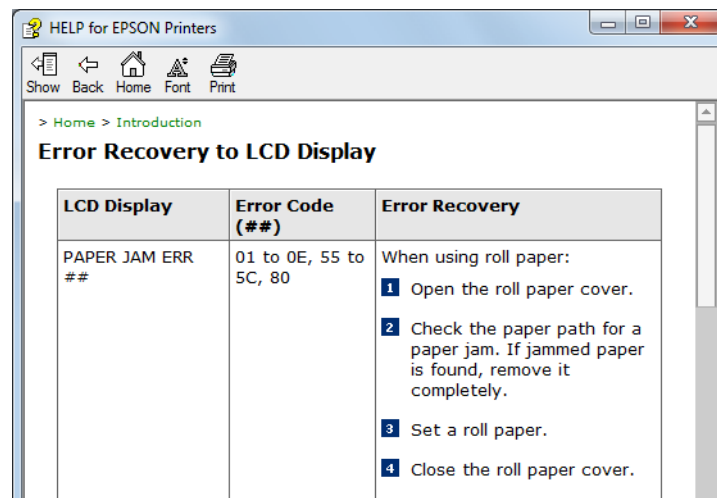 HELP for EPSON Printers
Show Back Home Font Print
> Home > Introduction
Error Recovery to LCD Display
LCD Display Error Code Error Recovery
(##)
PAPER JAM ERR 01 to 0E, 55 to When using roll paper:
## 5C, 80
1 Open the roll paper cover.
2 Check the paper path for a
paper jam. If jammed paper
is found, remove it
completely.
3 Set a roll paper.
4 Close the roll paper cover.